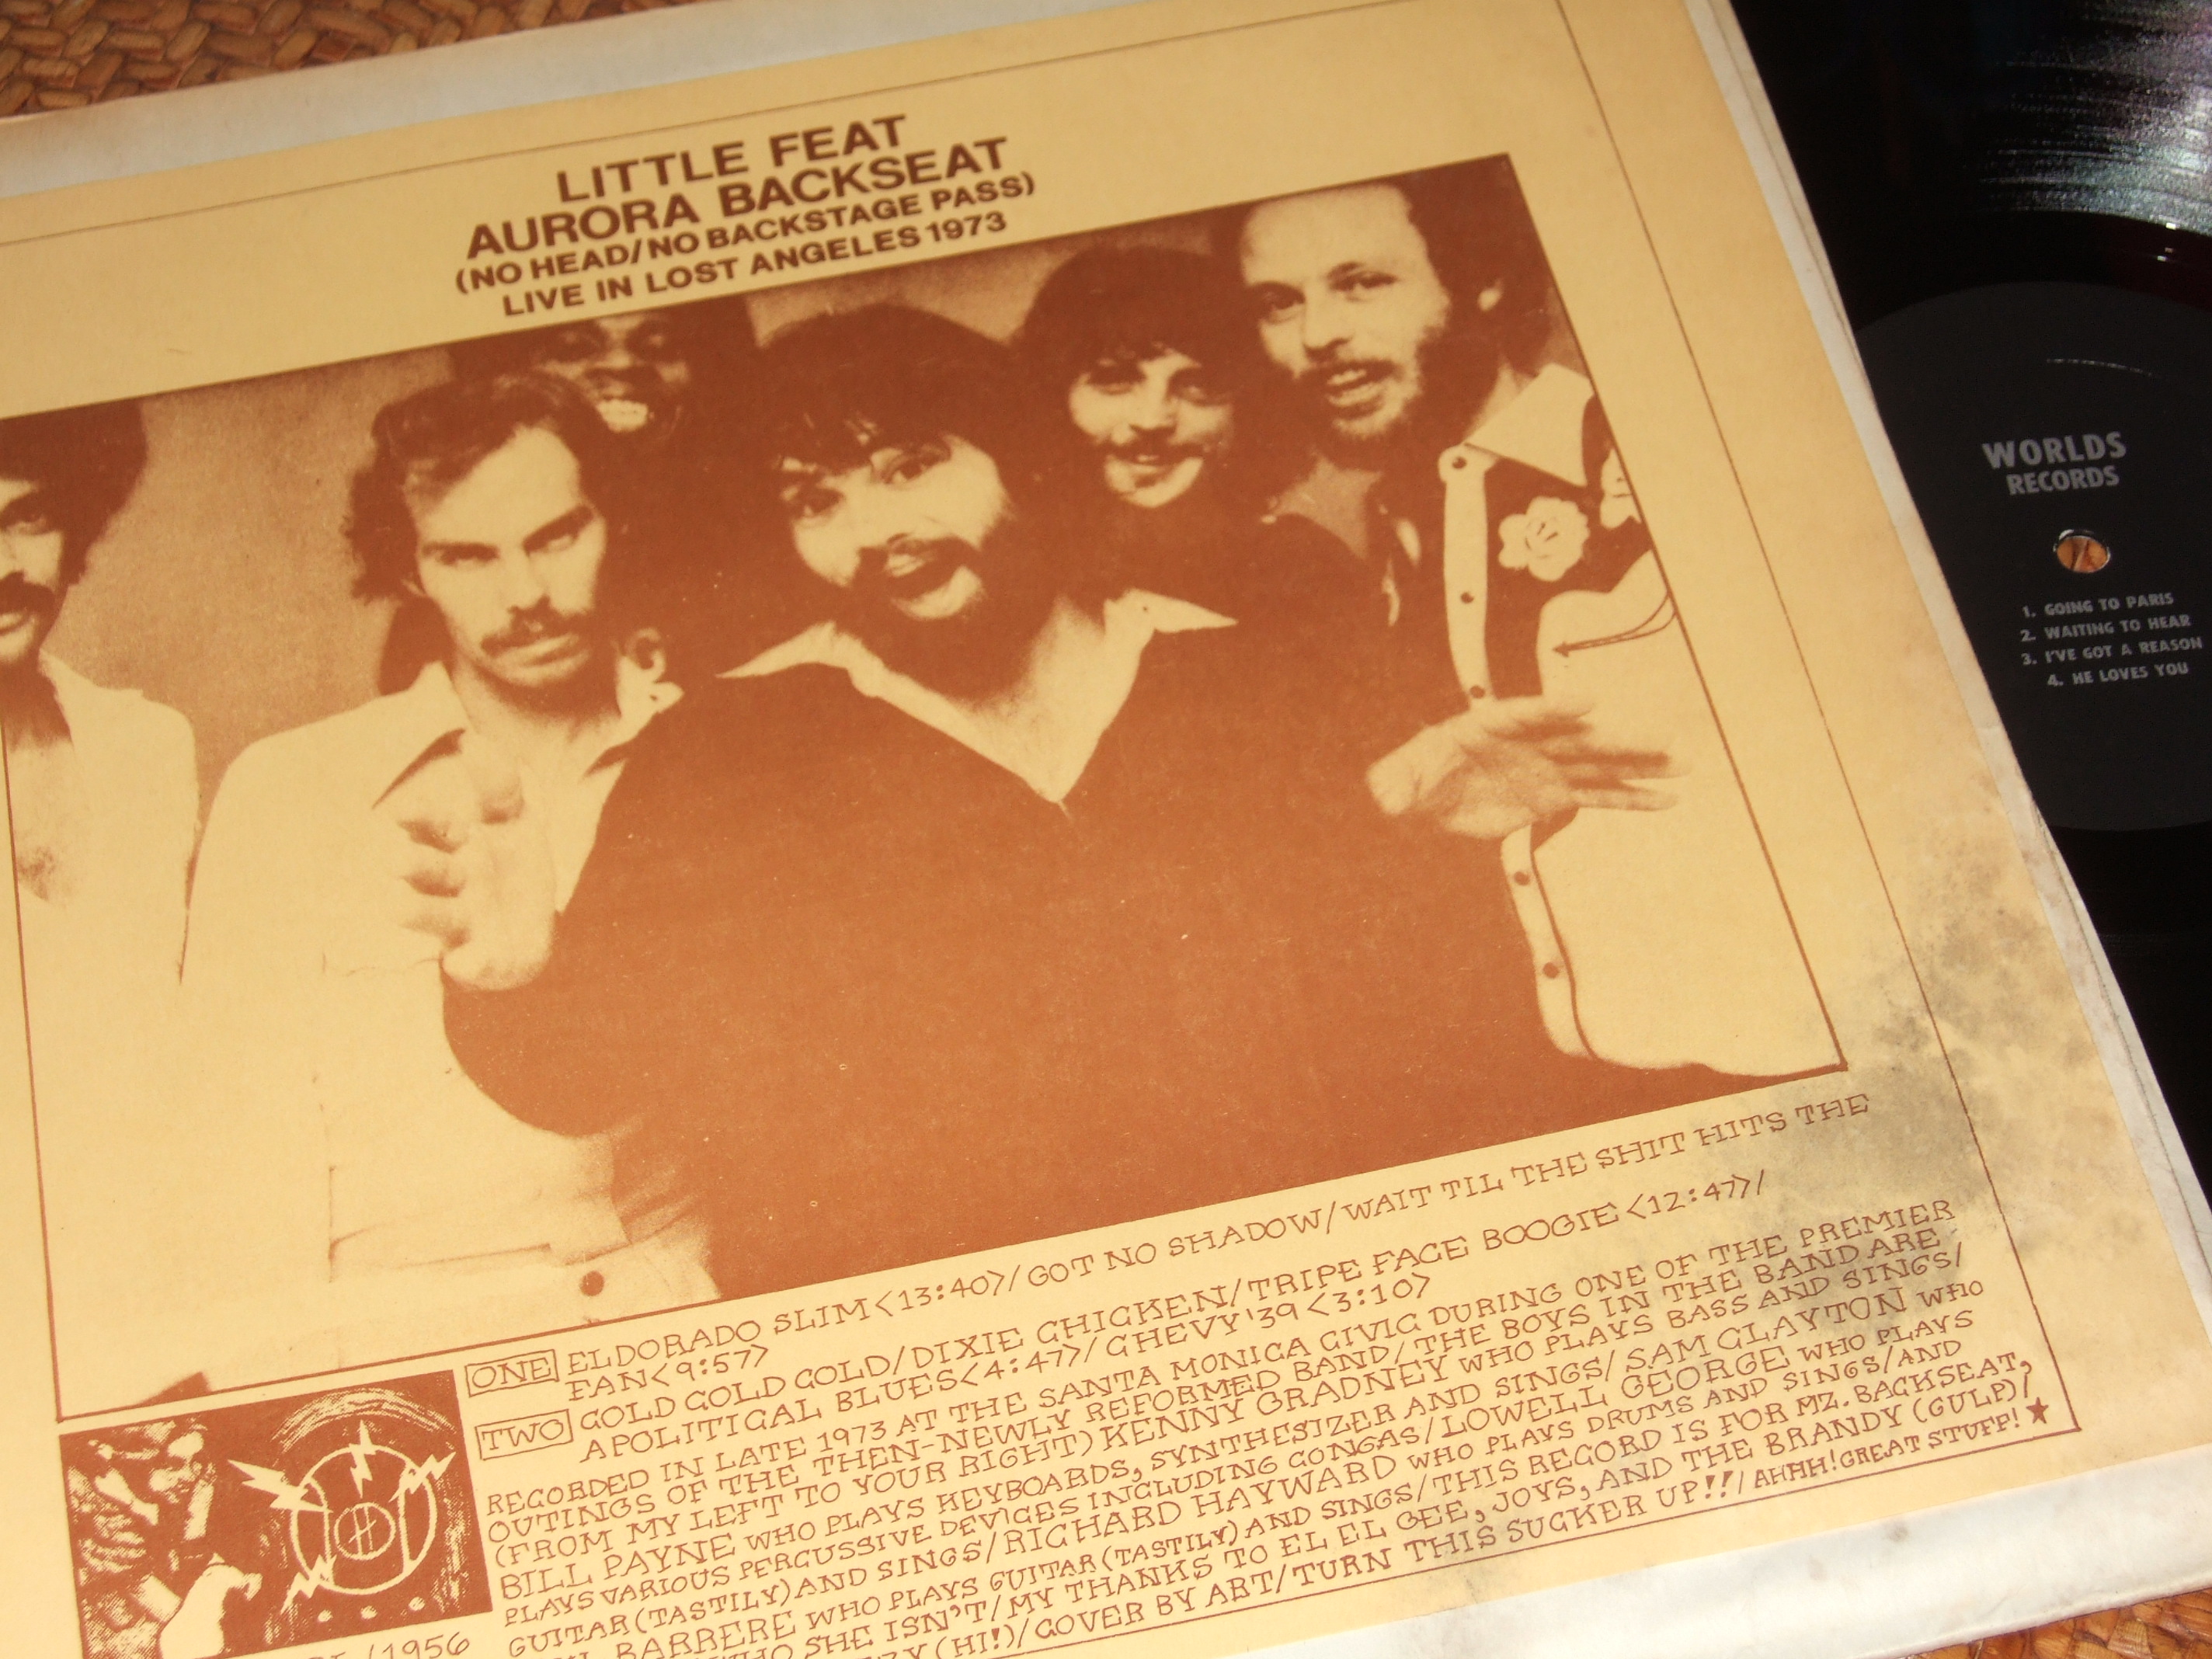 LITTLE FEAT
AURORA BACKSEAT
(NO HEAD/NO BACKSTAGE PASS)
LIVE IN LOST ANGELES 1973
ONE ELDORADO SLIM<13:40>/GOT NO SHADOW/WAIT TIL THE SHIT HITS THE
FAN<9:57>
TWO GOLD GOLD GOLD/DIXIE CHICKEN/TRIPE FACE BOOGIE<12:47>/
APOLITICAL BLUES<4:47>/CHEVY '39<3:10>
RECORDED IN LATE 1973 AT THE SANTA MONICA CIVIC DURING ONE OF THE PREMIER
OUTINGS OF THE THEN-NEWLY REFORMED BAND/THE BOYS IN THE BAND ARE
(FROM MY LEFT TO YOUR RIGHT) KENNY GRADNEY WHO PLAYS BASS AND SINGS/
BILL PAYNE WHO PLAYS KEYBOARDS, SYNTHESIZER AND SINGS/SAM CLAYTON WHO
PLAYS VARIOUS PERCUSSIVE DEVICES INCLUDING CONGAS/LOWELL GEORGE WHO PLAYS
GUITAR (TASTILY) AND SINGS/RICHARD HAYWARD WHO PLAYS DRUMS AND SINGS/AND
BARRERE WHO PLAYS GUITAR (TASTILY) AND SINGS/THIS RECORD IS FOR MZ. BACKSEAT,
WHO SHE ISN'T/MY THANKS TO EL EL GEE, JOYS, AND THE BRANDY (GULP)/
(HI!)/COVER BY ART/TURN THIS SUCKER UP!!/AHHH! GREAT STUFF! ★
/1956
WORLDS
RECORDS
1. GOING TO PARIS
2. WAITING TO HEAR
3. I'VE GOT A REASON
4. HE LOVES YOU